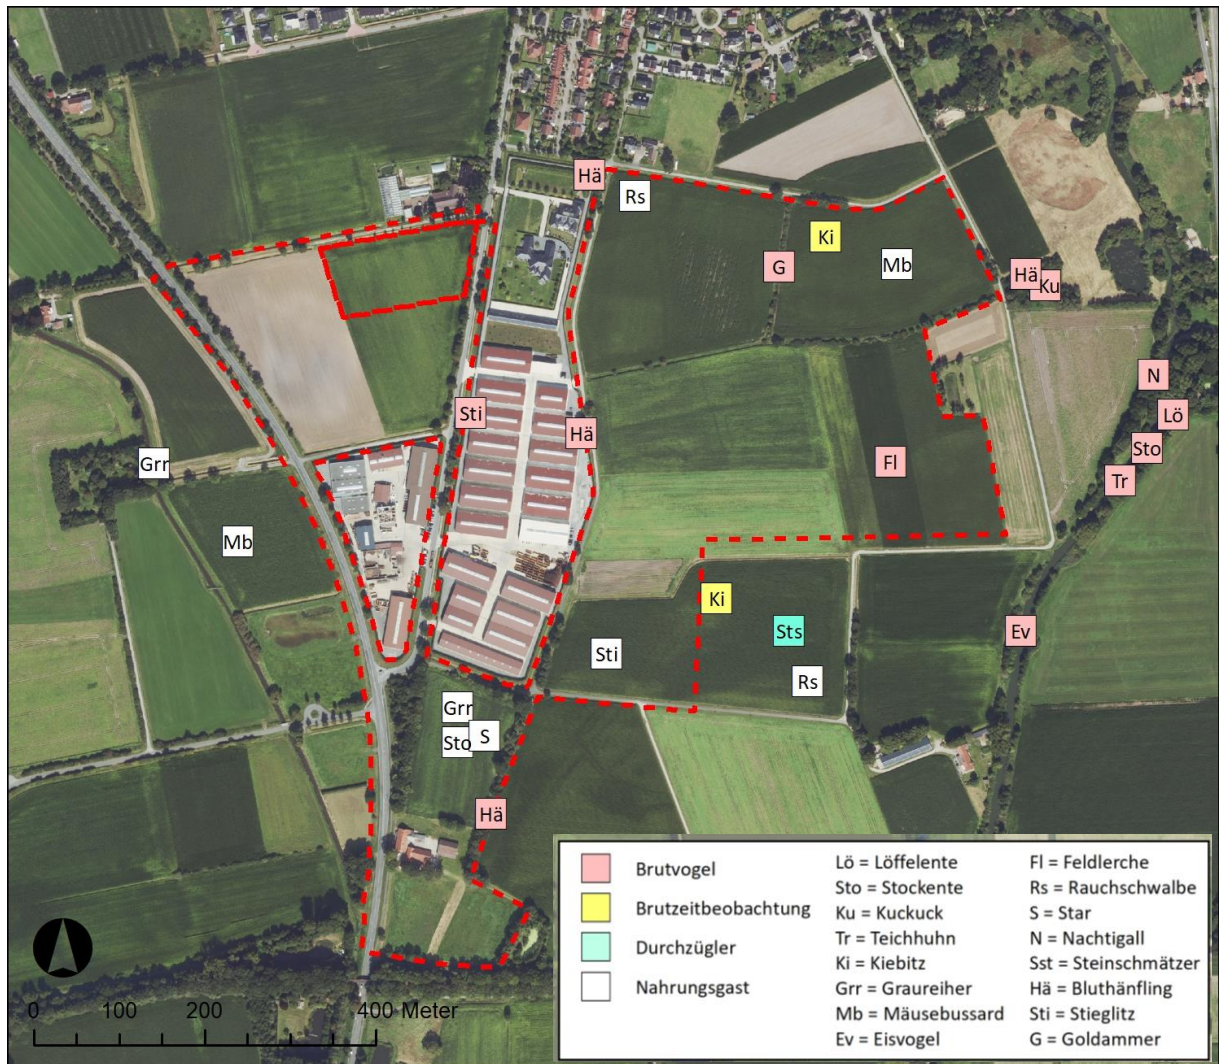 Hä
Rs
Ki
G
Mb
Hä
Ku
N
Sti
Lö
Hä
Sto
Grr
Fl
Tr
Mb
Ki
Sts
Ev
Sti
Rs
Grr
Sto
S
Hä
Brutvogel
Brutzeitbeobachtung
Durchzügler
Nahrungsgast
Lö = Löffelente
Sto = Stockente
Ku = Kuckuck
Tr = Teichhuhn
Ki = Kiebitz
Grr = Graureiher
Mb = Mäusebussard
Ev = Eisvogel
Fl = Feldlerche
Rs = Rauchschwalbe
S = Star
N = Nachtigall
Sst = Steinschmätzer
Hä = Bluthänfling
Sti = Stieglitz
G = Goldammer
0 100 200 400 Meter